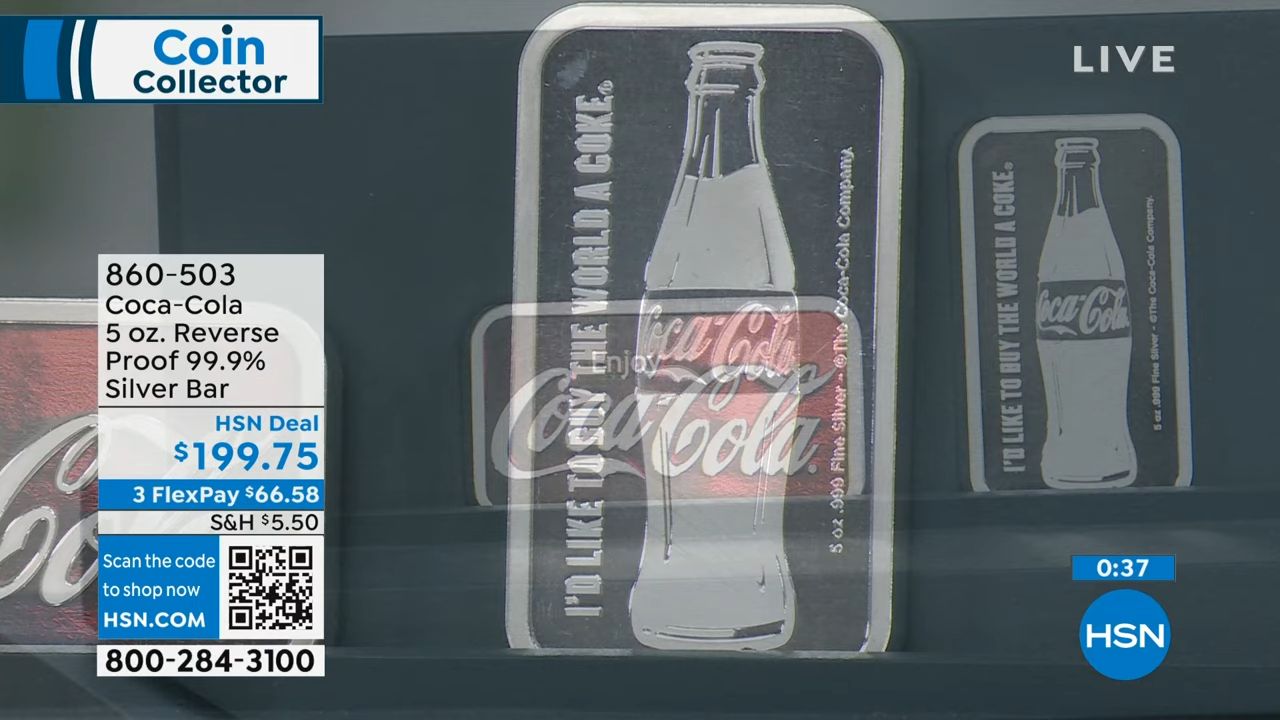 Coin
Collector
LIVE
I'D LIKE TO BUY THE WORLD A COKE®
Coca-Cola
5 oz .999 Fine Silver - ©The Coca-Cola Company.
Enjoy
Coca-Cola®
I'D LIKE TO BUY THE WORLD A COKE®
Coca-Cola
5 oz .999 Fine Silver - ©The Coca-Cola Company.
860-503
Coca-Cola
5 oz. Reverse
Proof 99.9%
Silver Bar
HSN Deal
$199.75
3 FlexPay $66.58
S&H $5.50
Scan the code
to shop now
HSN.COM
800-284-3100
0:37
HSN